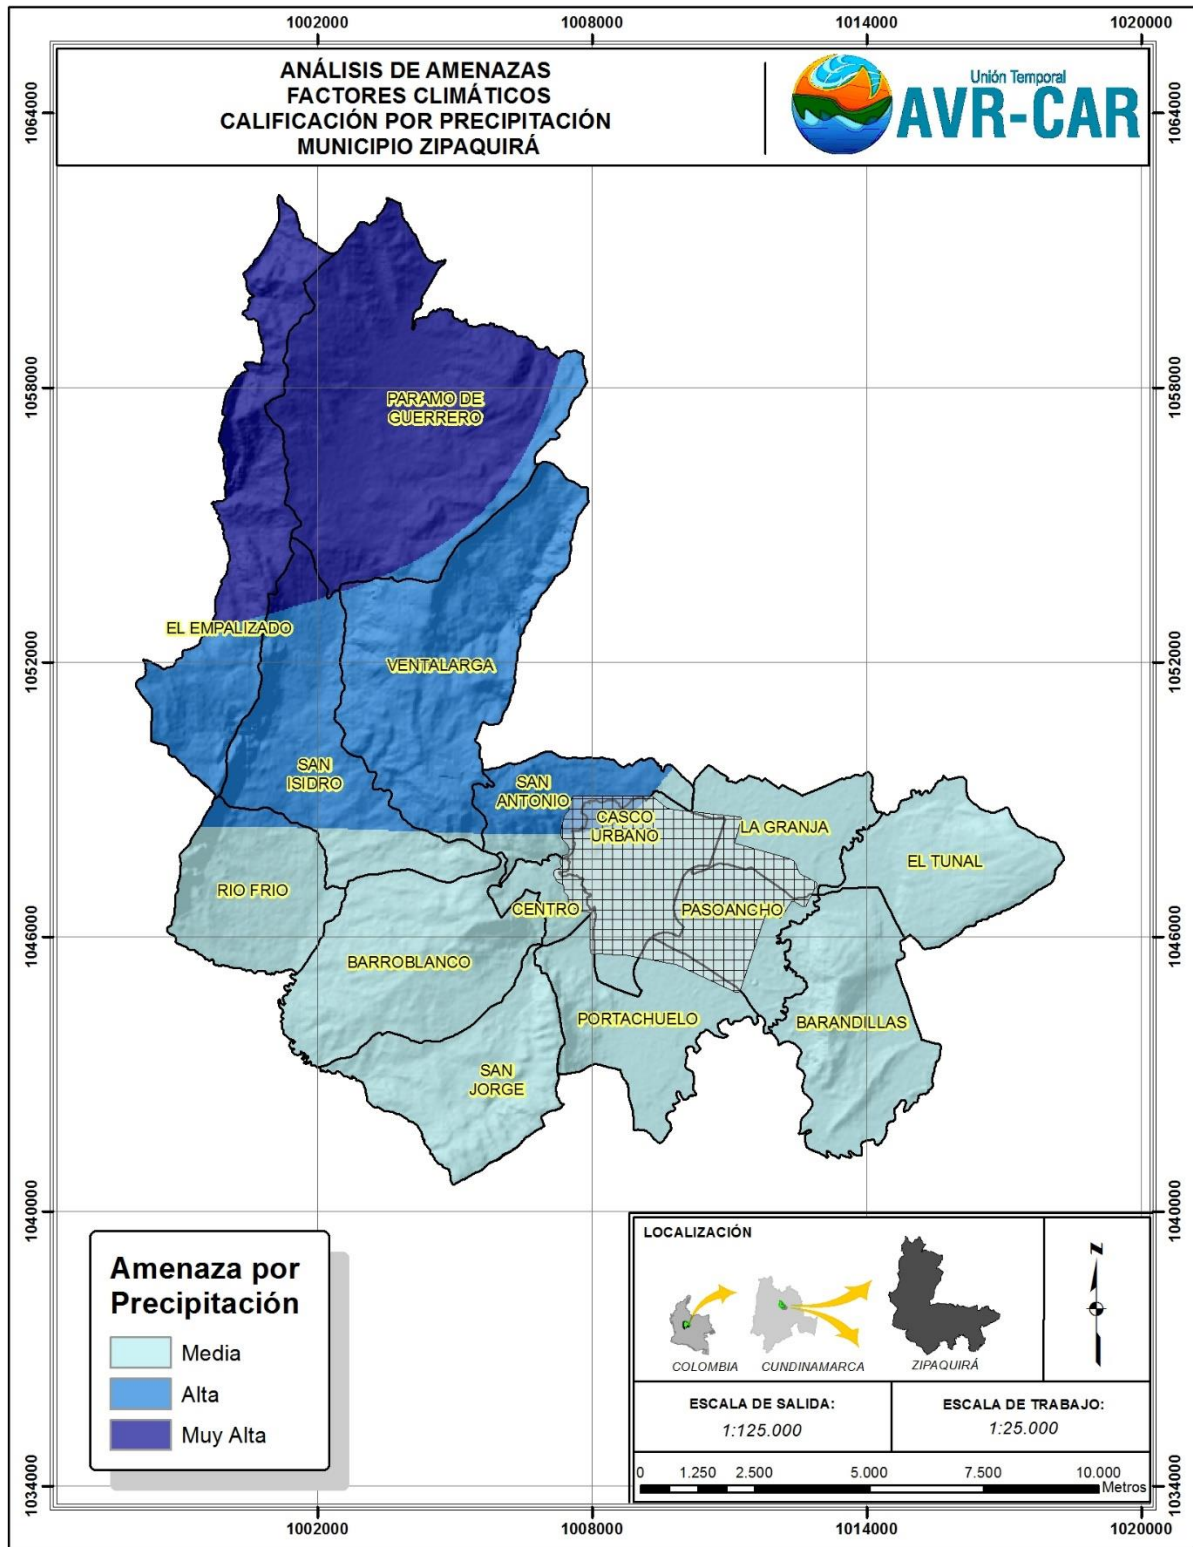 1002000
1008000
1014000
1020000
ANÁLISIS DE AMENAZAS
FACTORES CLIMÁTICOS
CALIFICACIÓN POR PRECIPITACIÓN
MUNICIPIO ZIPAQUIRÁ
Unión Temporal
AVR-CAR
1064000
1064000
1058000
1058000
PARAMO DE
GUERRERO
EL EMPALIZADO
1052000
VENTALARGA
1052000
SAN
ISIDRO
SAN
ANTONIO
CASCO
URBANO
LA GRANJA
EL TUNAL
RIO FRIO
CENTRO
PASOANCHO
1046000
1046000
BARROBLANCO
PORTACHUELO
BARANDILLAS
SAN
JORGE
1040000
1040000
Amenaza por
Precipitación
Media
Alta
Muy Alta
LOCALIZACIÓN
COLOMBIA
CUNDINAMARCA
ZIPAQUIRÁ
N
ESCALA DE SALIDA:
1:125.000
ESCALA DE TRABAJO:
1:25.000
0 1.250 2.500 5.000 7.500 10.000
Metros
1034000
1034000
1002000
1008000
1014000
1020000